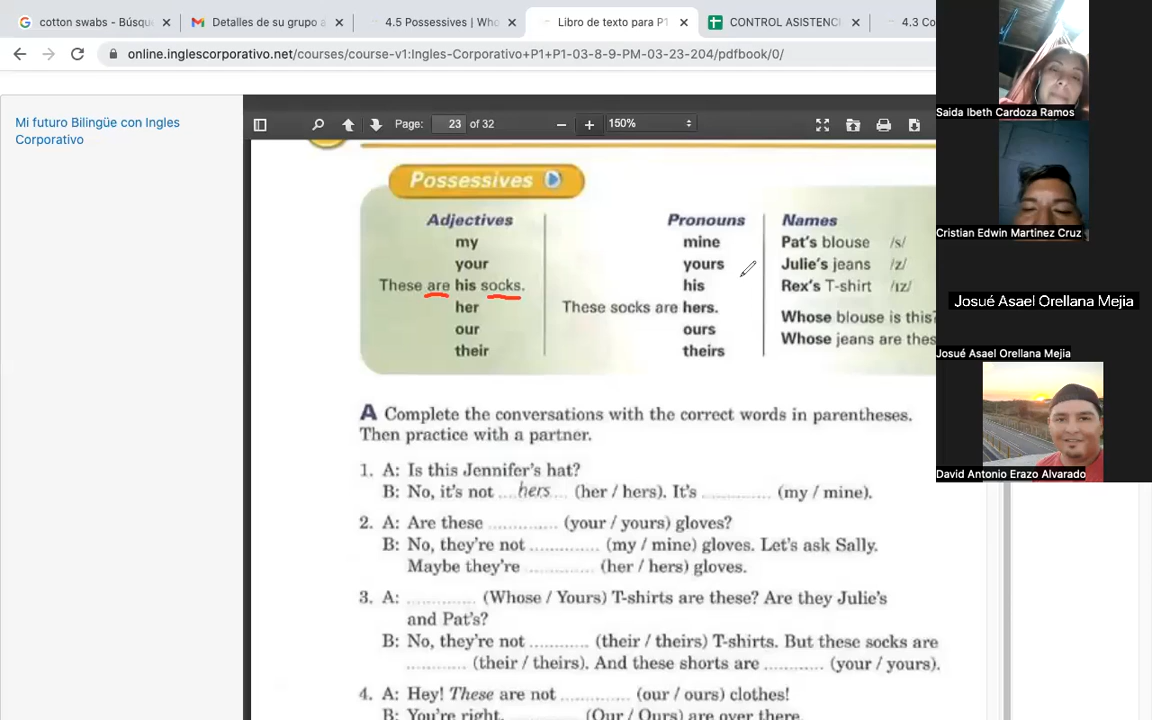 cotton swabs - Búsque
Detalles de su grupo a
4.5 Possessives | Who
Libro de texto para P1
CONTROL ASISTENCI
4.3 Co
online.inglescorporativo.net/courses/course-v1:Ingles-Corporativo+P1+P1-03-8-9-PM-03-23-204/pdfbook/0/
Mi futuro Bilingüe con Ingles
Corporativo
Page: 23 of 32
150%
Possessives
Adjectives
my
your
These are his socks.
her
our
their
Pronouns
mine
yours
his
These socks are hers.
ours
theirs
Names
Pat's blouse /s/
Julie's jeans /z/
Rex's T-shirt /ɪz/
Whose blouse is this?
Whose jeans are thes
A Complete the conversations with the correct words in parentheses.
Then practice with a partner.
1. A: Is this Jennifer's hat?
B: No, it's not ....hers.... (her / hers). It's ............ (my / mine).
2. A: Are these ............ (your / yours) gloves?
B: No, they're not ............ (my / mine) gloves. Let's ask Sally.
Maybe they're ............ (her / hers) gloves.
3. A: ............ (Whose / Yours) T-shirts are these? Are they Julie's
and Pat's?
B: No, they're not ............ (their / theirs) T-shirts. But these socks are
............ (their / theirs). And these shorts are ............ (your / yours).
4. A: Hey! These are not ............ (our / ours) clothes!
B: You're right. ............ (Our / Ours) are over there.
Saida Ibeth Cardoza Ramos
Cristian Edwin Martinez Cruz
Josué Asael Orellana Mejia
Josué Asael Orellana Mejia
David Antonio Erazo Alvarado